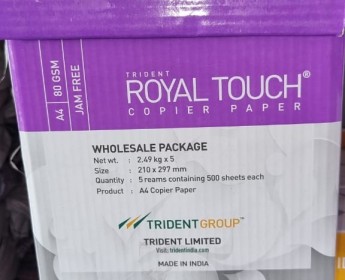 A4 80 GSM
JAM FREE
TRIDENT
ROYAL TOUCH®
COPIER PAPER
WHOLESALE PACKAGE
Net wt. : 2.49 kg x 5
Size : 210 x 297 mm
Quantity : 5 reams containing 500 sheets each
Product : A4 Copier Paper
TRIDENTGROUP™
TRIDENT LIMITED
Visit: tridentindia.com
MADE IN INDIA